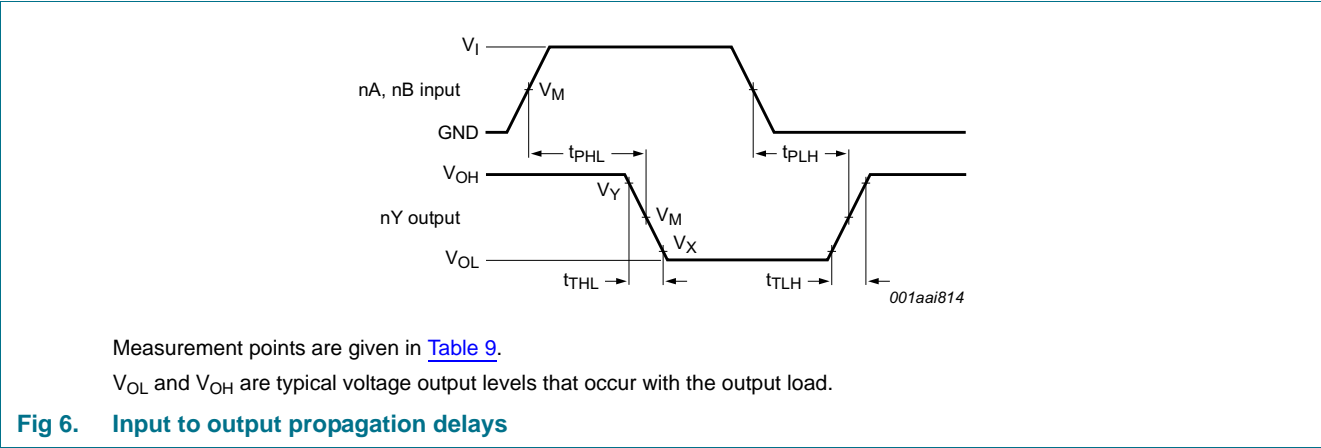 VI
nA, nB input
VM
GND
tPHL
tPLH
VOH
VY
nY output
VM
VX
VOL
tTHL
tTLH
001aai814
Measurement points are given in Table 9.
VOL and VOH are typical voltage output levels that occur with the output load.
Fig 6. Input to output propagation delays